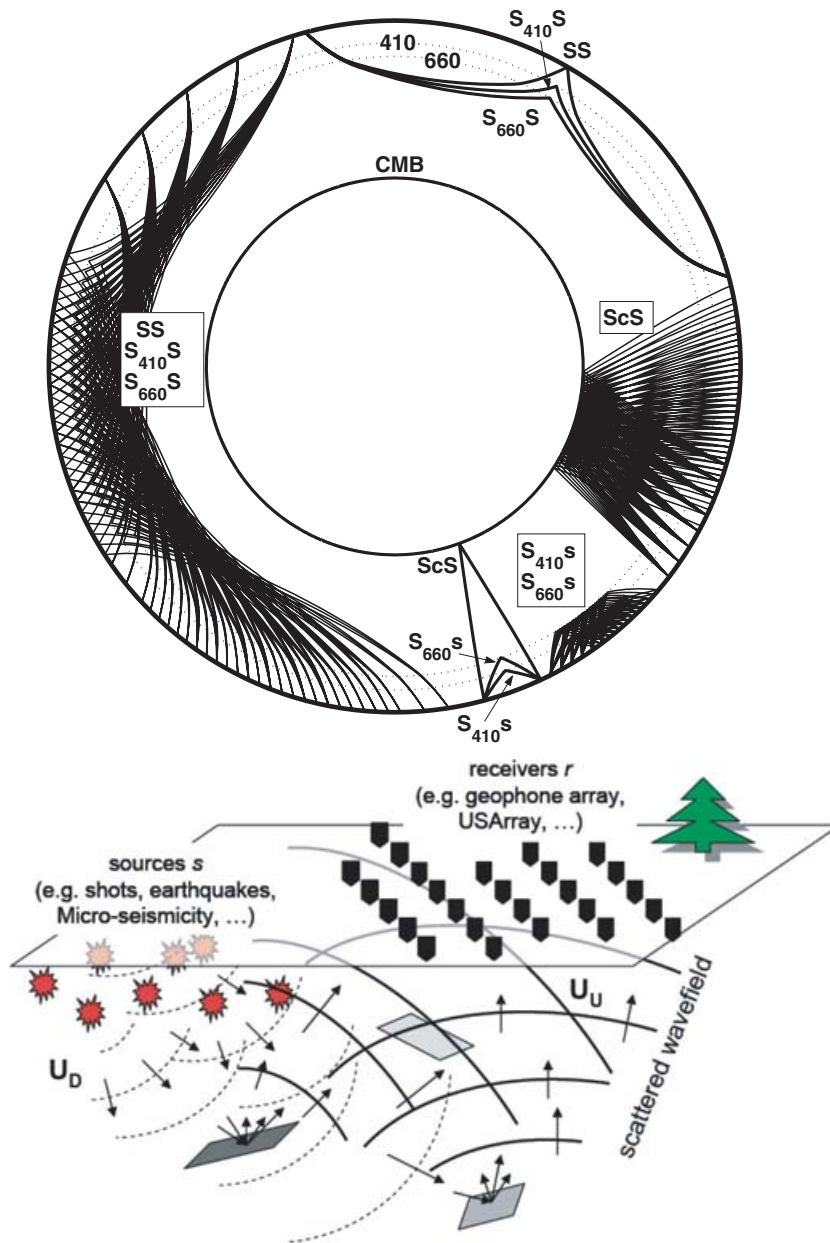 S410S
SS
410
660
S660S
CMB
ScS
SS
S410S
S660S
S410s
S660s
ScS
S660s
S410s
receivers r
(e.g. geophone array,
USArray, ...)
sources s
(e.g. shots, earthquakes,
Micro-seismicity, ...)
UU
UD
scattered wavefield